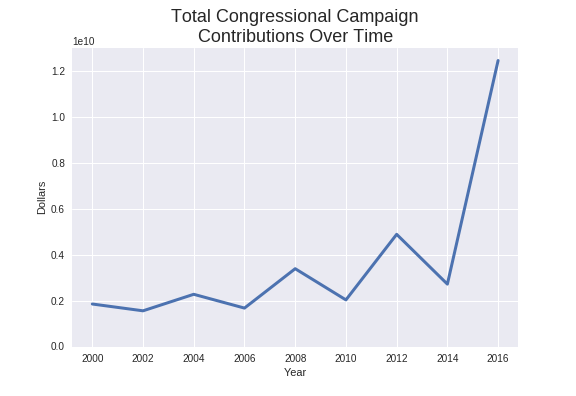 Total Congressional Campaign
Contributions Over Time
1e10
1.2
1.0
0.8
0.6
0.4
0.2
0.0
Dollars
2000 2002 2004 2006 2008 2010 2012 2014 2016
Year